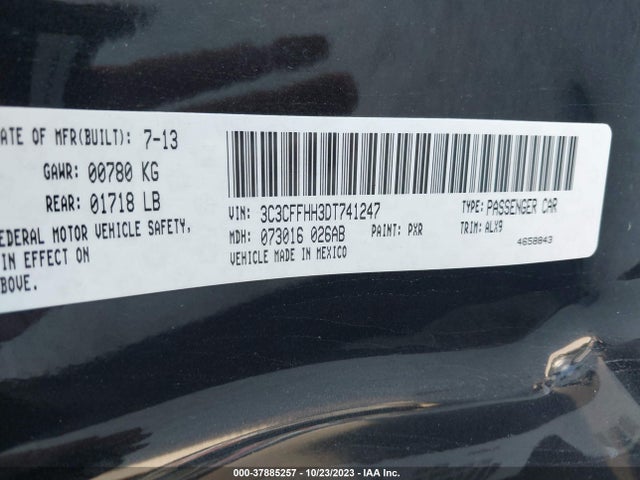 ATE OF MFR(BUILT): 7-13
GAWR: 00780 KG
REAR: 01718 LB
EDERAL MOTOR VEHICLE SAFETY,
IN EFFECT ON
BOVE.
VIN: 3C3CFFHH3DT741247 TYPE: PASSENGER CAR
MDH: 073016 026AB PAINT: PXR TRIM: ALX9
VEHICLE MADE IN MEXICO 4658843
000-37885257 - 10/23/2023 - IAA Inc.